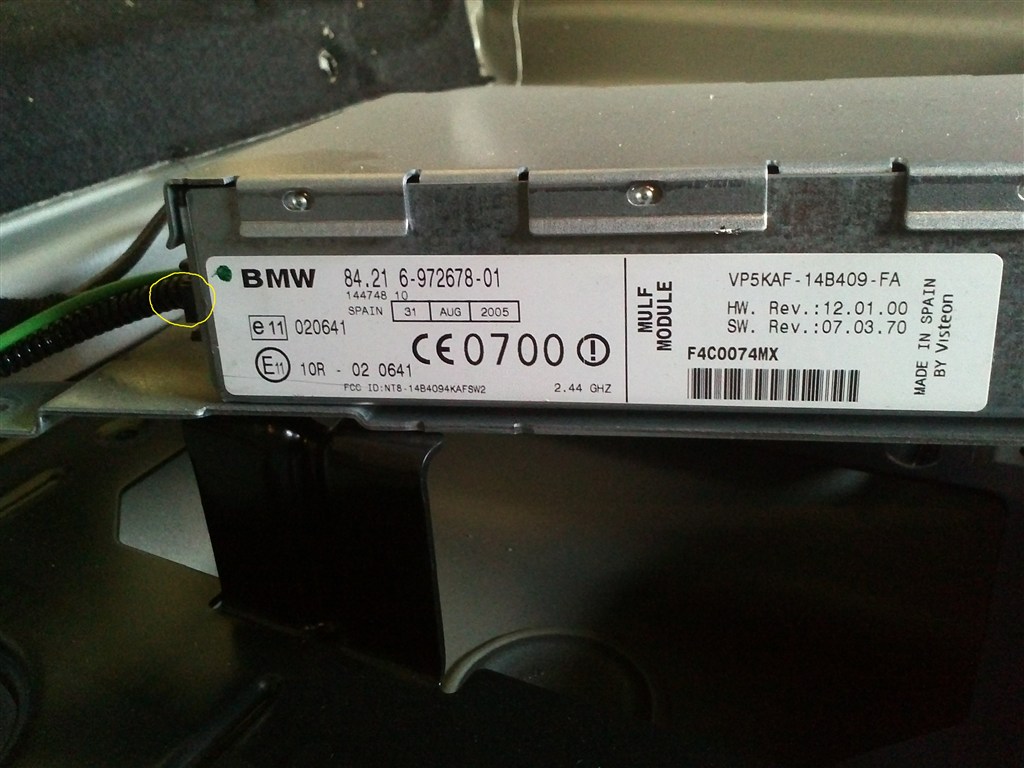 BMW 84.21 6-972678-01
144748 10
SPAIN 31 AUG 2005
e 11 020641
CE0700
E11 10R - 02 0641
FCC ID:NT8-14B4094KAFSW2 2.44 GHZ
MULF
MODULE
VP5KAF-14B409-FA
HW. Rev.:12.01.00
SW. Rev.:07.03.70
F4C0074MX
MADE IN SPAIN
BY Visteon